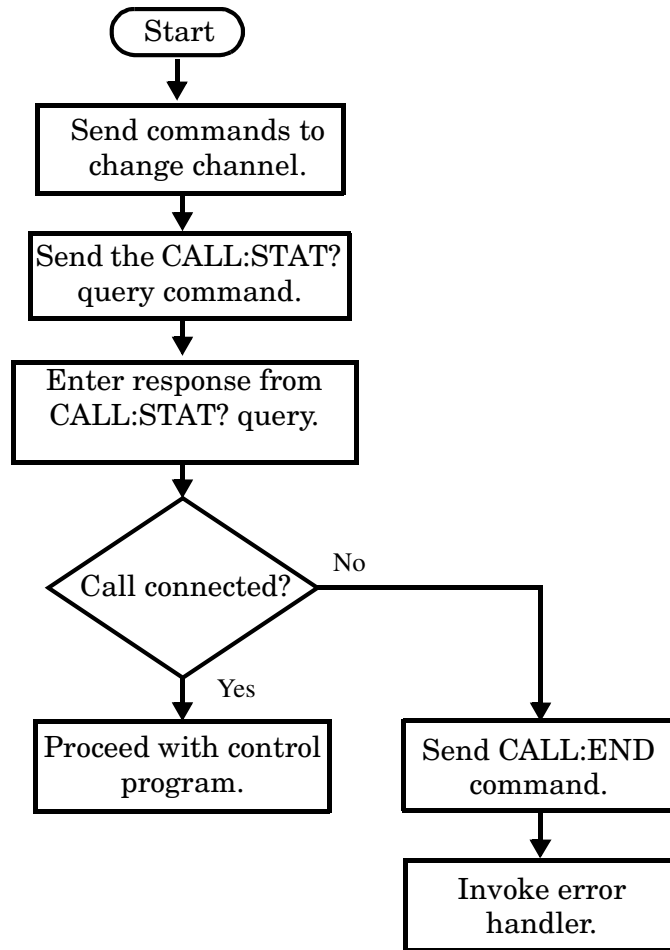 Start
Send commands to
change channel.
Send the CALL:STAT?
query command.
Enter response from
CALL:STAT? query.
Call connected?
No
Yes
Proceed with control
program.
Send CALL:END
command.
Invoke error
handler.